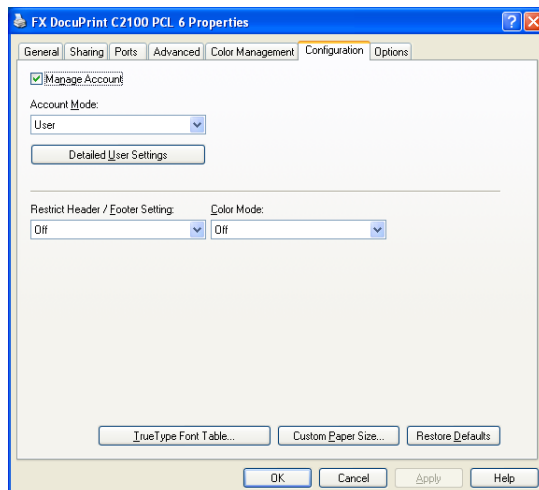 FX DocuPrint C2100 PCL 6 Properties
General Sharing Ports Advanced Color Management Configuration Options
Manage Account
Account Mode:
User
Detailed User Settings
Restrict Header / Footer Setting: Color Mode:
Off Off
TrueType Font Table... Custom Paper Size... Restore Defaults
OK Cancel Apply Help